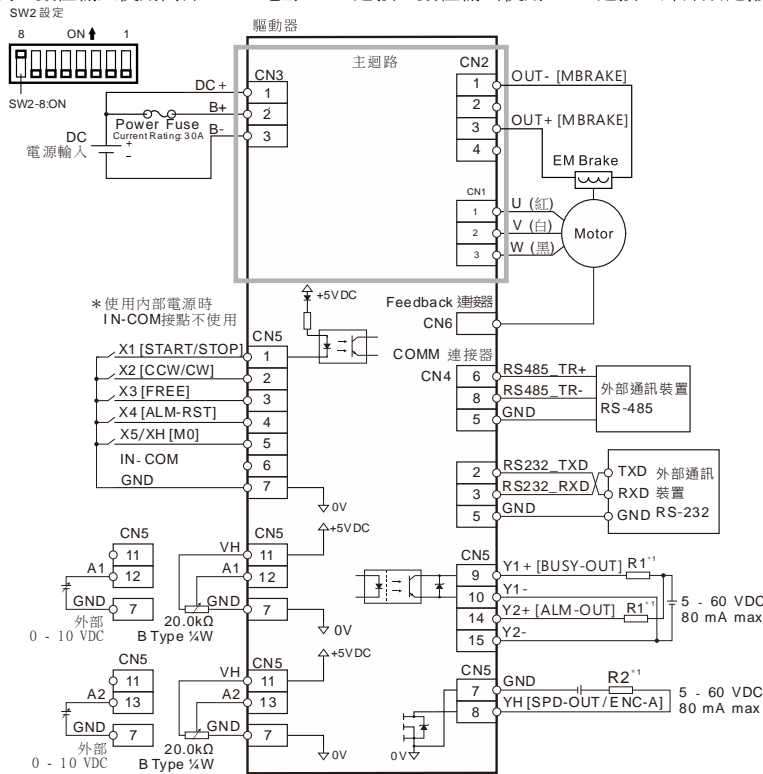 SW2 設定
8 ON 1
SW2-8:ON
驅動器
主迴路
CN3
DC + 1
B+ 2
B- 3
Power Fuse
Current Rating: 30A
DC
電源輸入
+
-
CN2
1 OUT- [MBRAKE]
2
3 OUT+ [MBRAKE]
4
EM Brake
CN1
1 U (紅)
2 V (白)
3 W (黑)
Motor
Feedback 連接器
CN6
+5VDC
*使用內部電源時
IN-COM接點不使用
CN5
X1 [START/STOP] 1
X2 [CCW/CW] 2
X3 [FREE] 3
X4 [ALM-RST] 4
X5/XH [M0] 5
IN-COM 6
GND 7
0V
COMM 連接器
CN4
6 RS485_TR+
8 RS485_TR-
5 GND
外部通訊裝置
RS-485
2 RS232_TXD
3 RS232_RXD
5 GND
TXD
RXD
GND
外部通訊
裝置
RS-232
CN5
11
A1 12
GND 7
外部
0 - 10 VDC
CN5
+5VDC
VH 11
A1 12
GND 7
0V
20.0kΩ
B Type ¼W
CN5
9 Y1+ [BUSY-OUT] R1*1
10 Y1-
14 Y2+ [ALM-OUT] R1*1
15 Y2-
5 - 60 VDC
80 mA max
CN5
11
A2 13
GND 7
外部
0 - 10 VDC
CN5
+5VDC
VH 11
A2 13
GND 7
0V
20.0kΩ
B Type ¼W
CN5
7 GND R2*1
8 YH [SPD-OUT/ENC-A]
0V
5 - 60 VDC
80 mA max